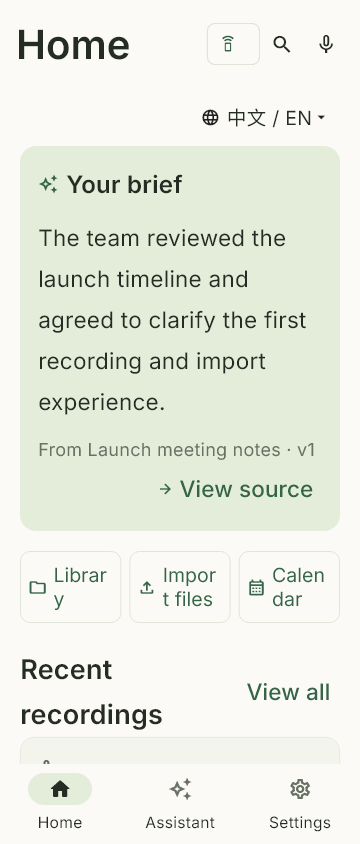 Home
中文 / EN
Your brief
The team reviewed the
launch timeline and
agreed to clarify the first
recording and import
experience.
From Launch meeting notes · v1
View source
Librar
y
Impor
t files
Calen
dar
Recent
recordings
View all
Home
Assistant
Settings